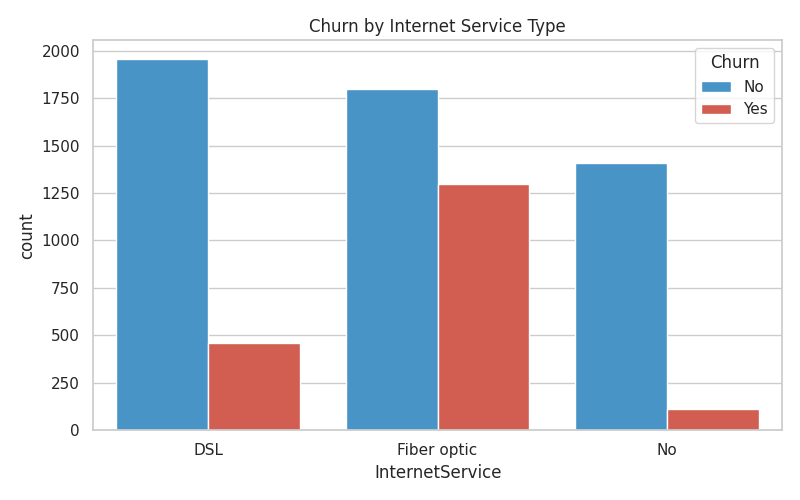 Churn by Internet Service Type
Churn
No
Yes
2000
1750
1500
1250
1000
750
500
250
0
count
DSL
Fiber optic
No
InternetService